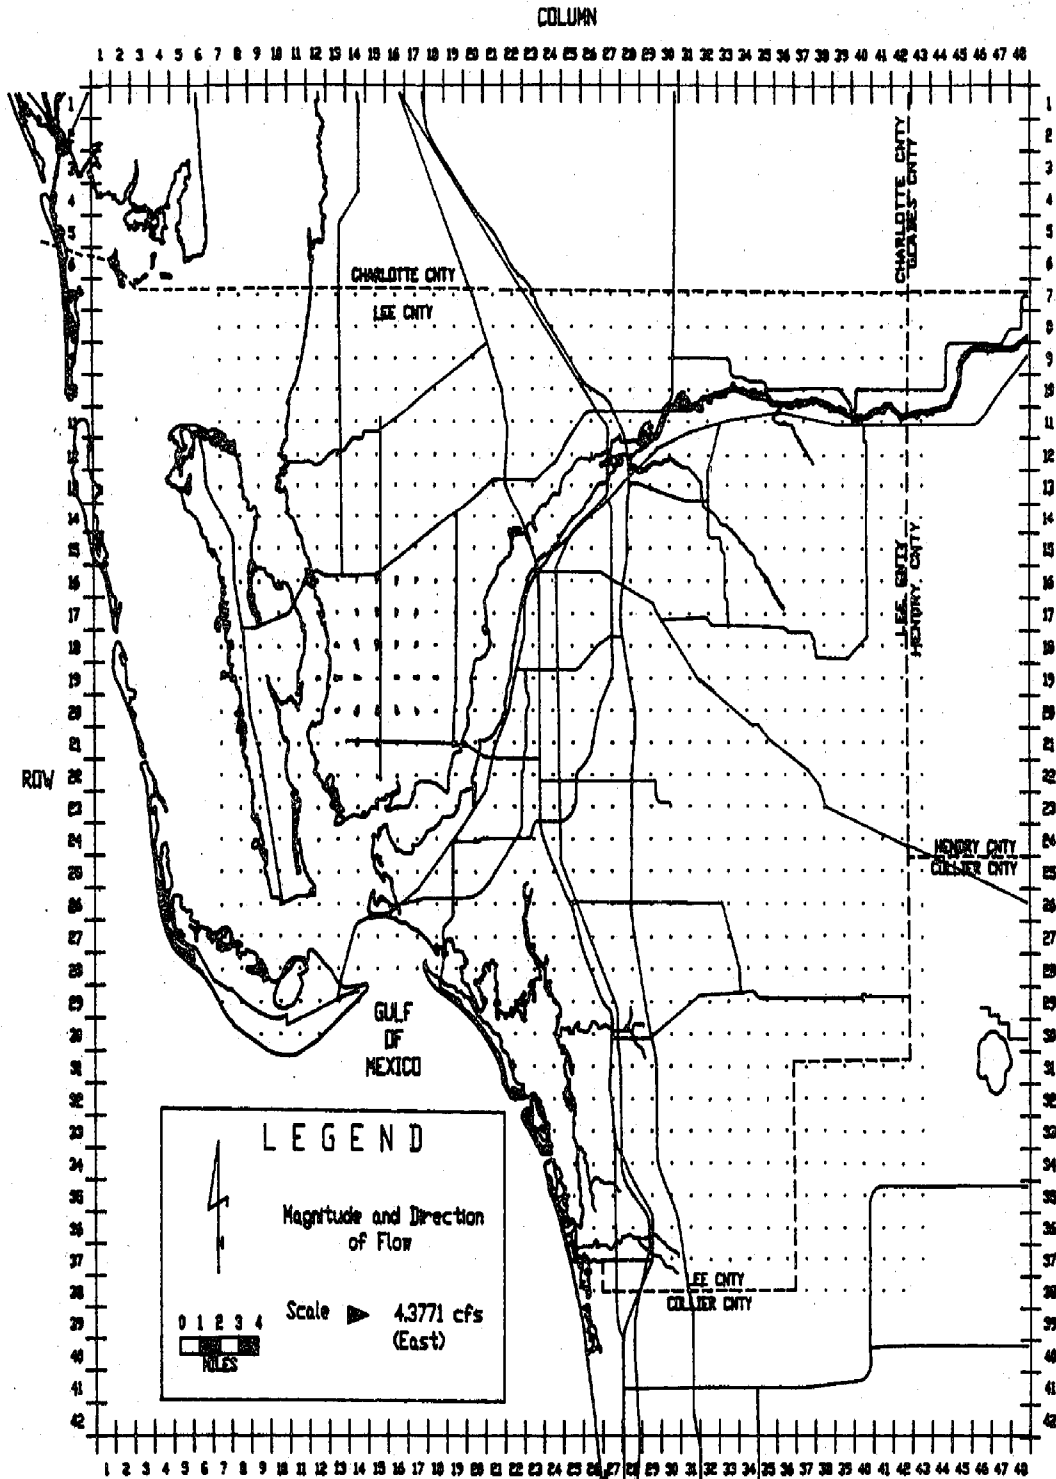 COLUMN
1 2 3 4 5 6 7 8 9 10 11 12 13 14 15 16 17 18 19 20 21 22 23 24 25 26 27 28 29 30 31 32 33 34 35 36 37 38 39 40 41 42 43 44 45 46 47 48
CHARLOTTE CNTY
GLADES CNTY
CHARLOTTE CNTY
LEE CNTY
LEE CNTY
HENDRY CNTY
ROW
HENDRY CNTY
COLLIER CNTY
GULF
OF
MEXICO
LEGEND
Magnitude and Direction
of Flow
Scale 4.3771 cfs
(East)
0 1 2 3 4
MILES
LEE CNTY
COLLIER CNTY
1 2 3 4 5 6 7 8 9 10 11 12 13 14 15 16 17 18 19 20 21 22 23 24 25 26 27 28 29 30 31 32 33 34 35 36 37 38 39 40 41 42 43 44 45 46 47 48